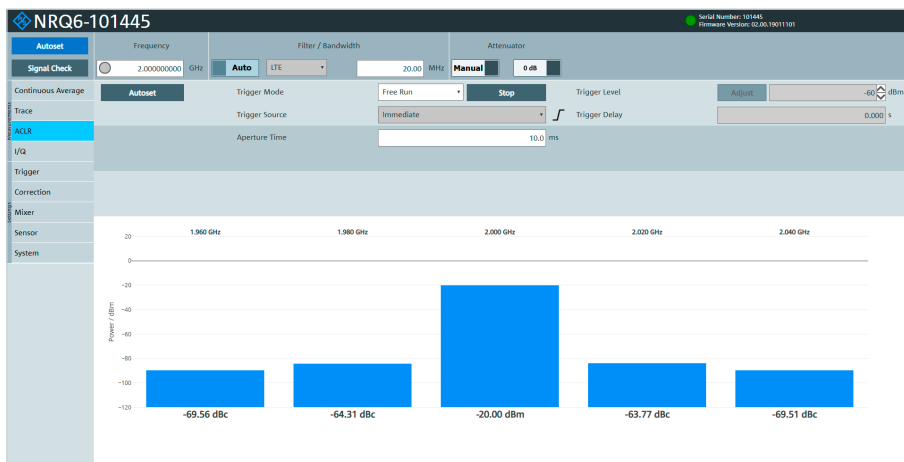 NRQ6-101445
Serial Number: 101445
Firmware Version: 02.00.19011101
Autoset
Frequency
Filter / Bandwidth
Attenuator
Signal Check
2.000000000 GHz
Auto
LTE
20.00 MHz
Manual
0 dB
Measurements
Continuous Average
Trace
ACLR
I/Q
Settings
Trigger
Correction
Mixer
Sensor
System
Autoset
Trigger Mode
Free Run
Stop
Trigger Level
Adjust
-60 dBm
Trigger Source
Immediate
Trigger Delay
0.000 s
Aperture Time
10.0 ms
1.960 GHz 1.980 GHz 2.000 GHz 2.020 GHz 2.040 GHz
Power / dBm
20
0
-20
-40
-60
-80
-100
-120
-69.56 dBc -64.31 dBc -20.00 dBm -63.77 dBc -69.51 dBc